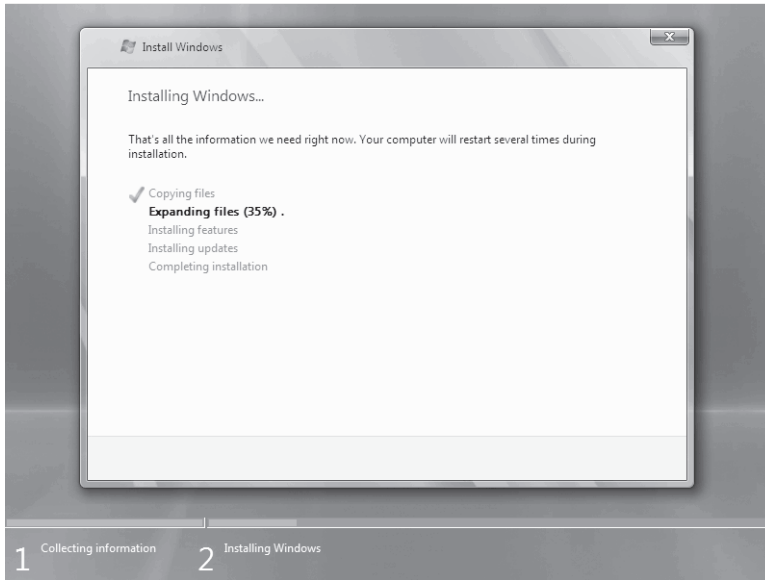 Install Windows
Installing Windows...
That's all the information we need right now. Your computer will restart several times during
installation.
Copying files
Expanding files (35%) .
Installing features
Installing updates
Completing installation
1 Collecting information
2 Installing Windows